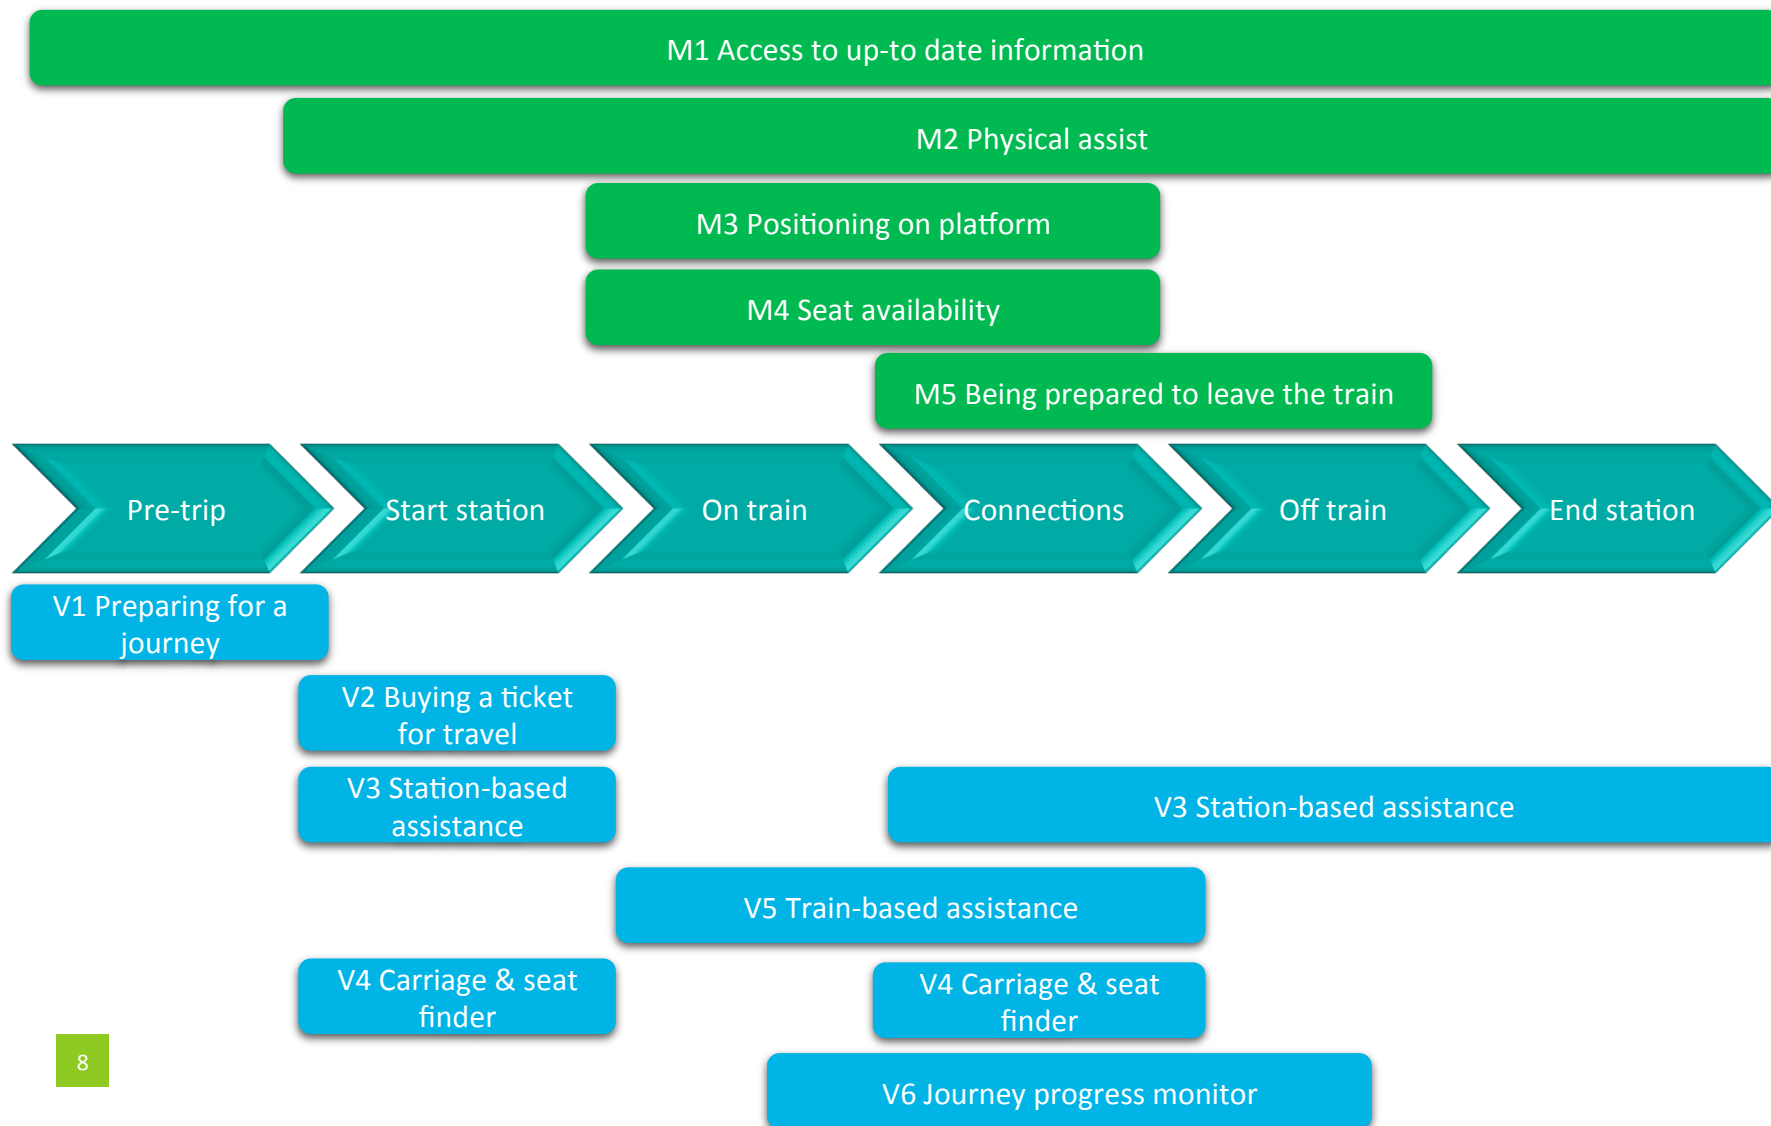 M1 Access to up-to date information
M2 Physical assist
M3 Positioning on platform
M4 Seat availability
M5 Being prepared to leave the train
Pre-trip
Start station
On train
Connections
Off train
End station
V1 Preparing for a
journey
V2 Buying a ticket
for travel
V3 Station-based
assistance
V3 Station-based assistance
V5 Train-based assistance
V4 Carriage & seat
finder
V4 Carriage & seat
finder
8
V6 Journey progress monitor